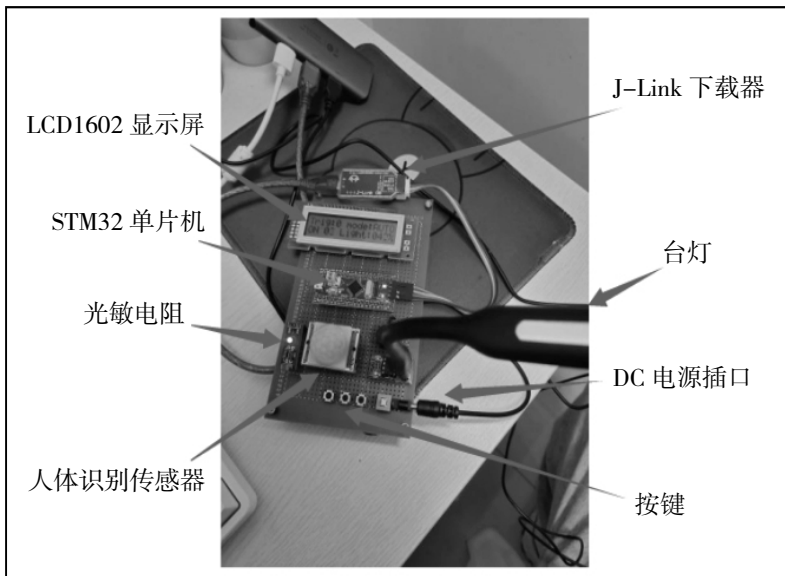 J-Link 下载器
LCD1602 显示屏
STM32 单片机
台灯
光敏电阻
DC 电源插口
人体识别传感器
按键